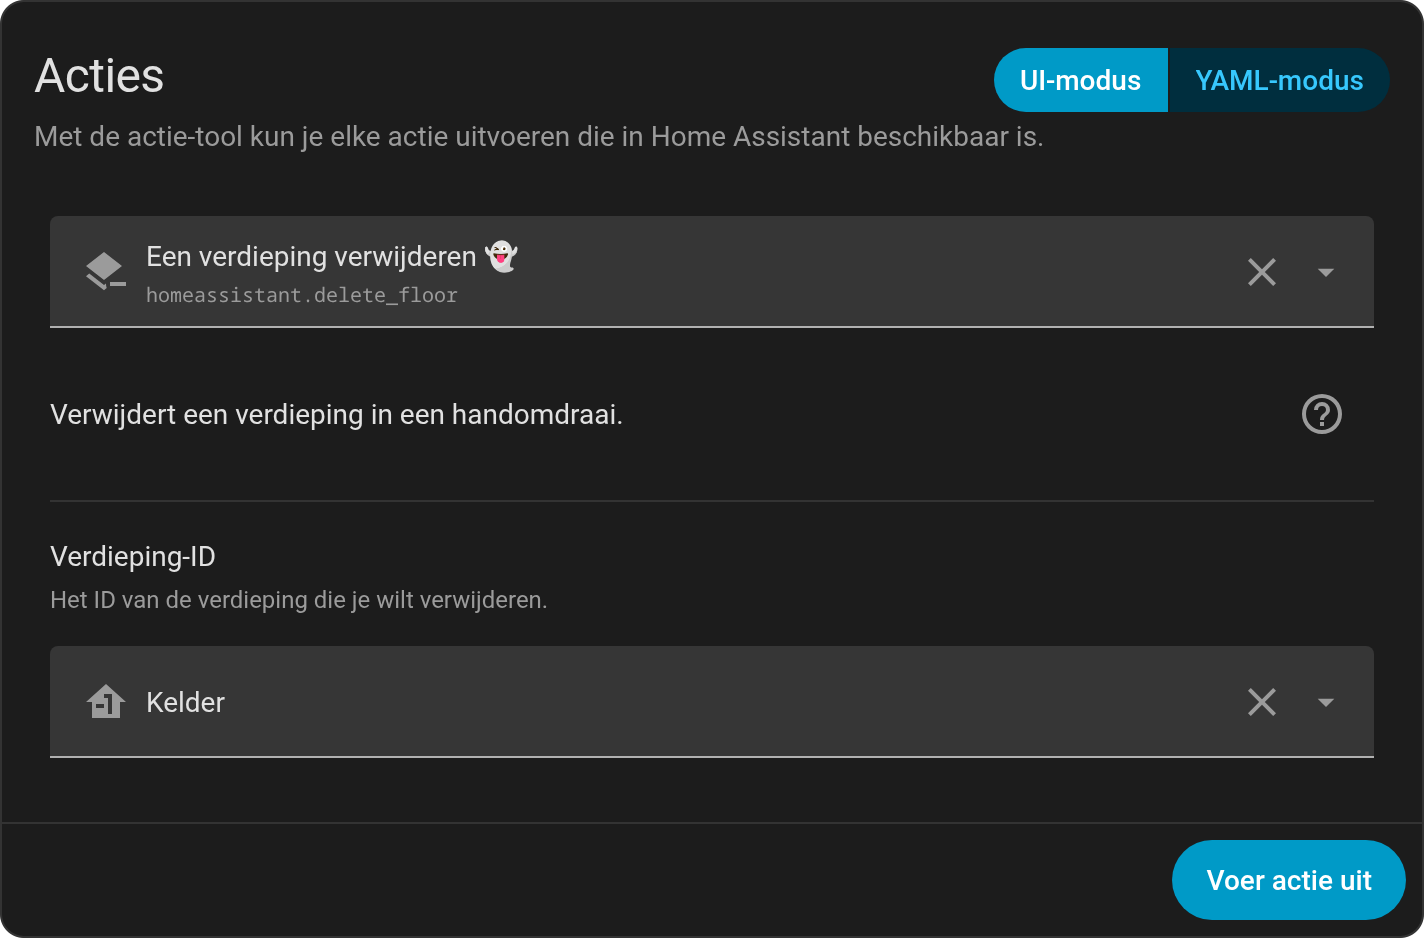 Acties
UI-modus
YAML-modus
Met de actie-tool kun je elke actie uitvoeren die in Home Assistant beschikbaar is.
Een verdieping verwijderen 👻
homeassistant.delete_floor
Verwijdert een verdieping in een handomdraai.
Verdieping-ID
Het ID van de verdieping die je wilt verwijderen.
-1
Kelder
Voer actie uit